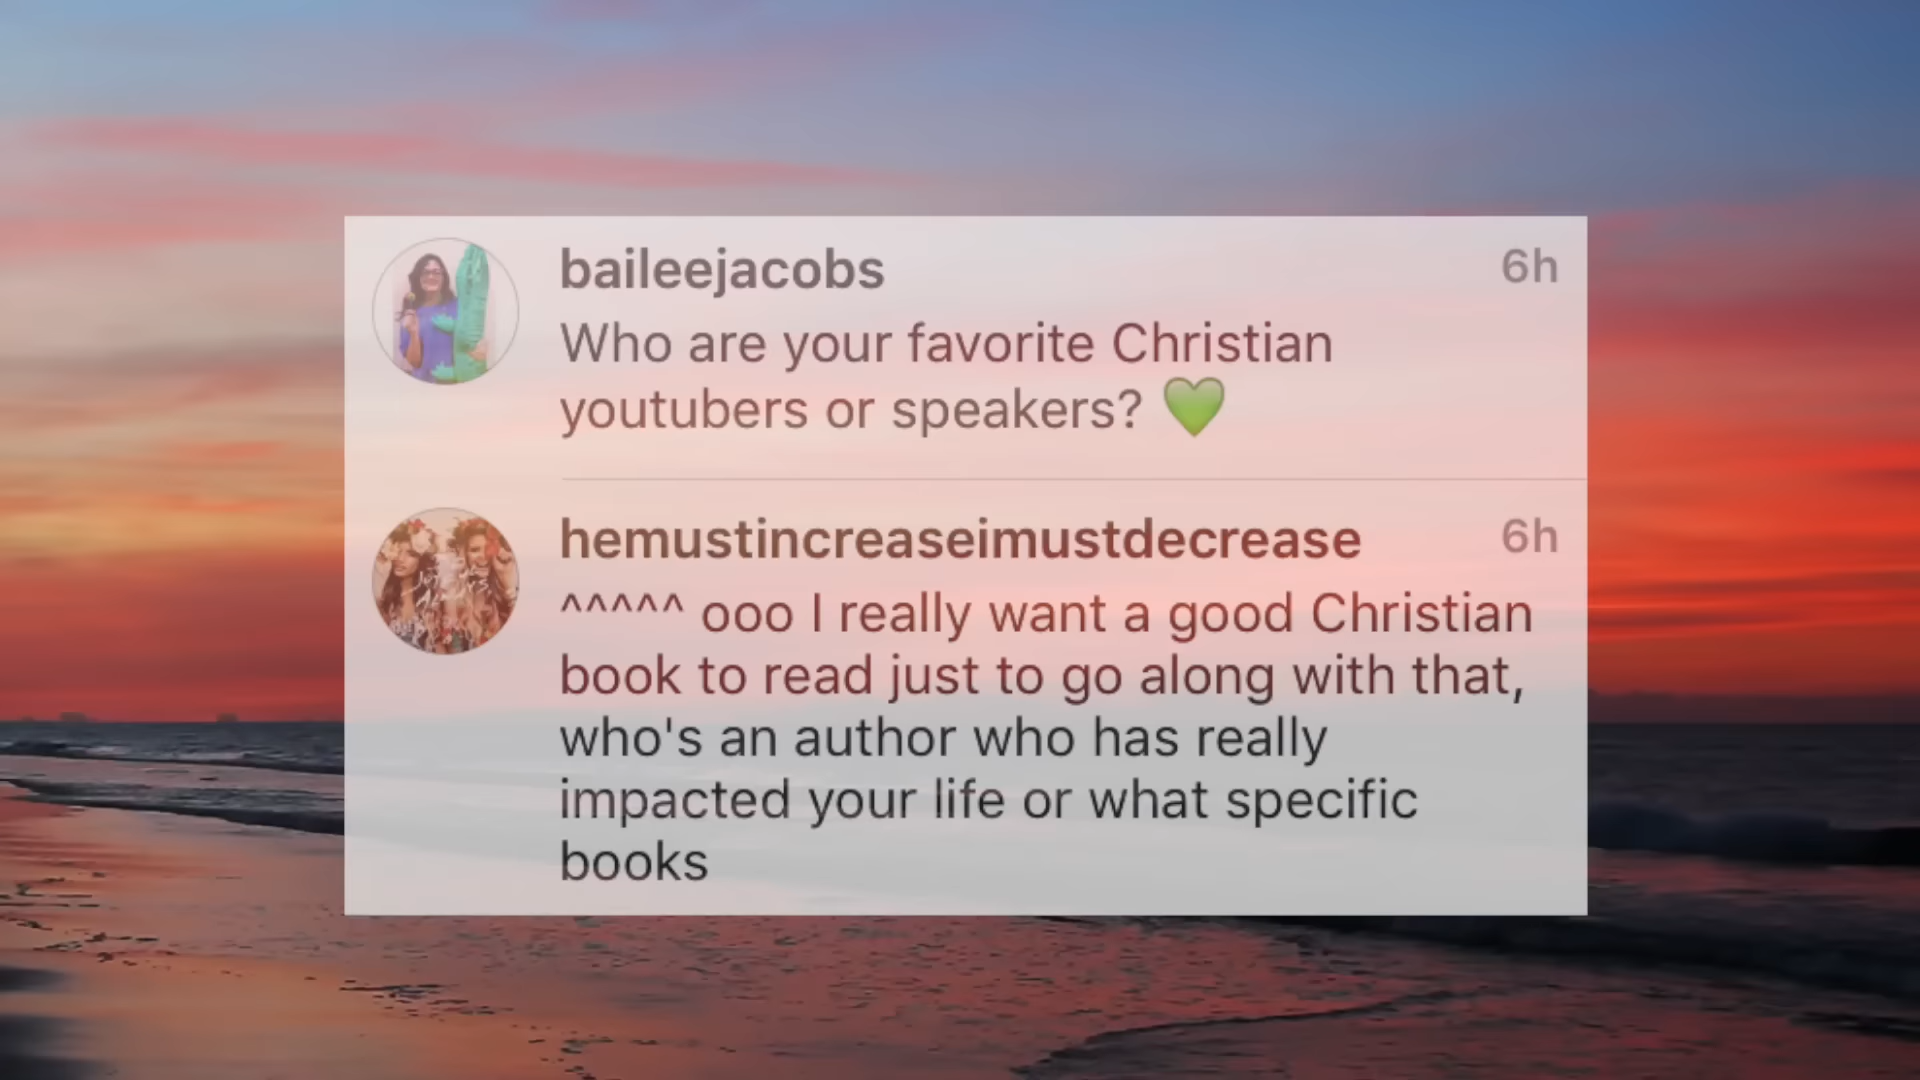 baileejacobs 6h
Who are your favorite Christian
youtubers or speakers? 💚
hemustincreaseimustdecrease 6h
^^^^^ ooo I really want a good Christian
book to read just to go along with that,
who's an author who has really
impacted your life or what specific
books